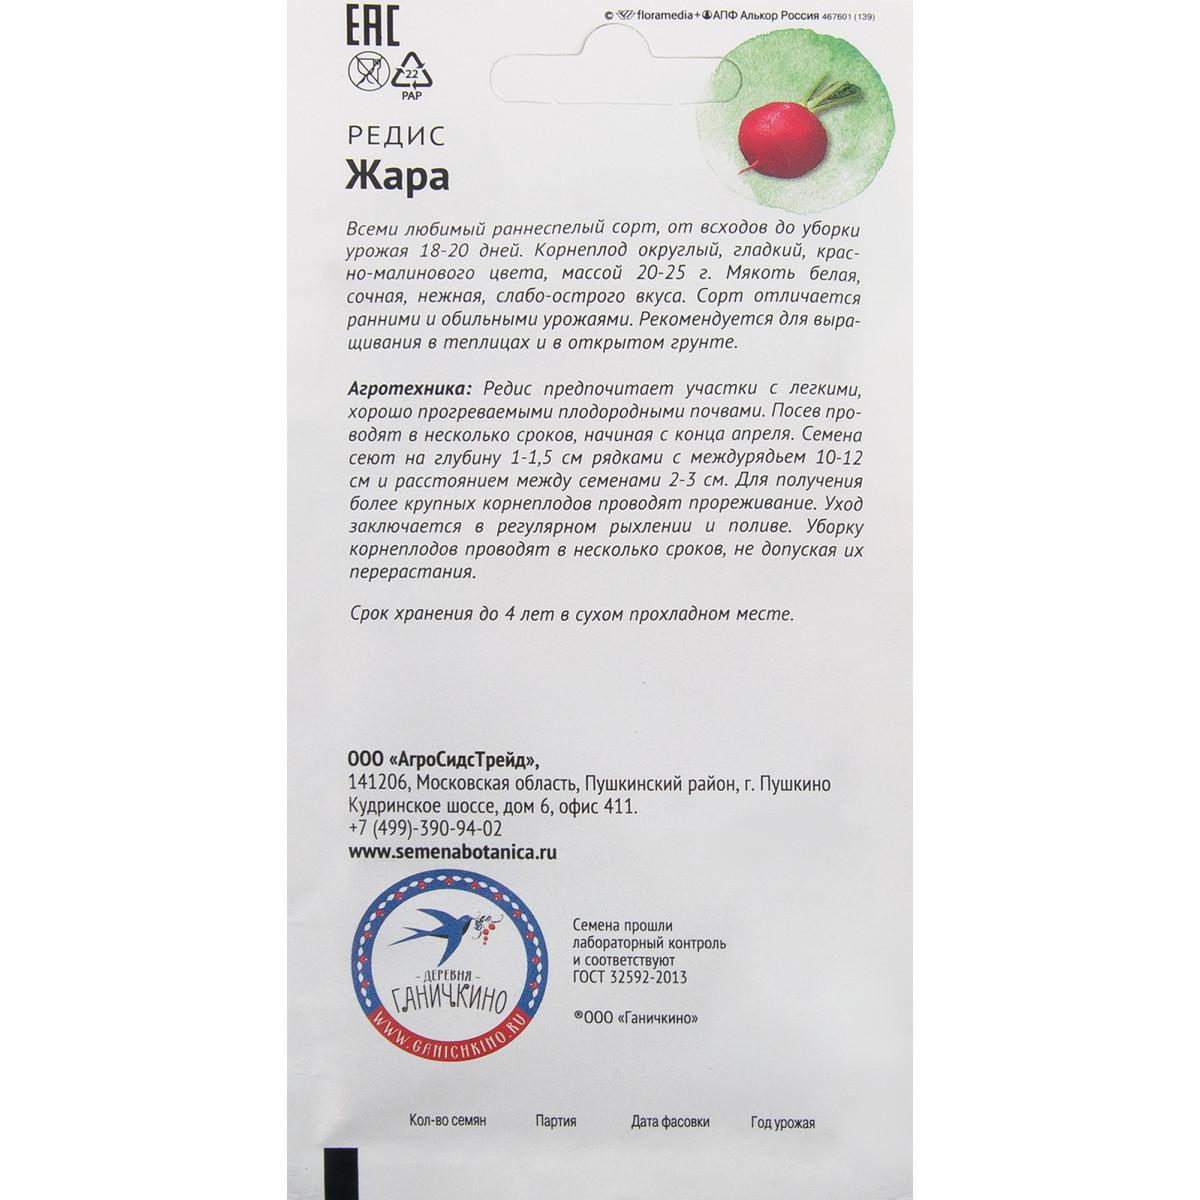 EAC
© floramedia+ АПФ Алькор Россия 467601 (139)
22
PAP
РЕДИС
Жара
Всеми любимый раннеспелый сорт, от всходов до уборки
урожая 18-20 дней. Корнеплод округлый, гладкий, крас-
но-малинового цвета, массой 20-25 г. Мякоть белая,
сочная, нежная, слабо-острого вкуса. Сорт отличается
ранними и обильными урожаями. Рекомендуется для выра-
щивания в теплицах и в открытом грунте.
Агротехника: Редис предпочитает участки с легкими,
хорошо прогреваемыми плодородными почвами. Посев про-
водят в несколько сроков, начиная с конца апреля. Семена
сеют на глубину 1-1,5 см рядками с междурядьем 10-12
см и расстоянием между семенами 2-3 см. Для получения
более крупных корнеплодов проводят прореживание. Уход
заключается в регулярном рыхлении и поливе. Уборку
корнеплодов проводят в несколько сроков, не допуская их
перерастания.
Срок хранения до 4 лет в сухом прохладном месте.
ООО «АгроСидсТрейд»,
141206, Московская область, Пушкинский район, г. Пушкино
Кудринское шоссе, дом 6, офис 411.
+7 (499)-390-94-02
www.semenabotanica.ru
- ДЕРЕВНЯ -
ГАНИЧКИНО
WWW.GANICHKINO.RU
Семена прошли
лабораторный контроль
и соответствуют
ГОСТ 32592-2013
®ООО «Ганичкино»
Кол-во семян Партия Дата фасовки Год урожая